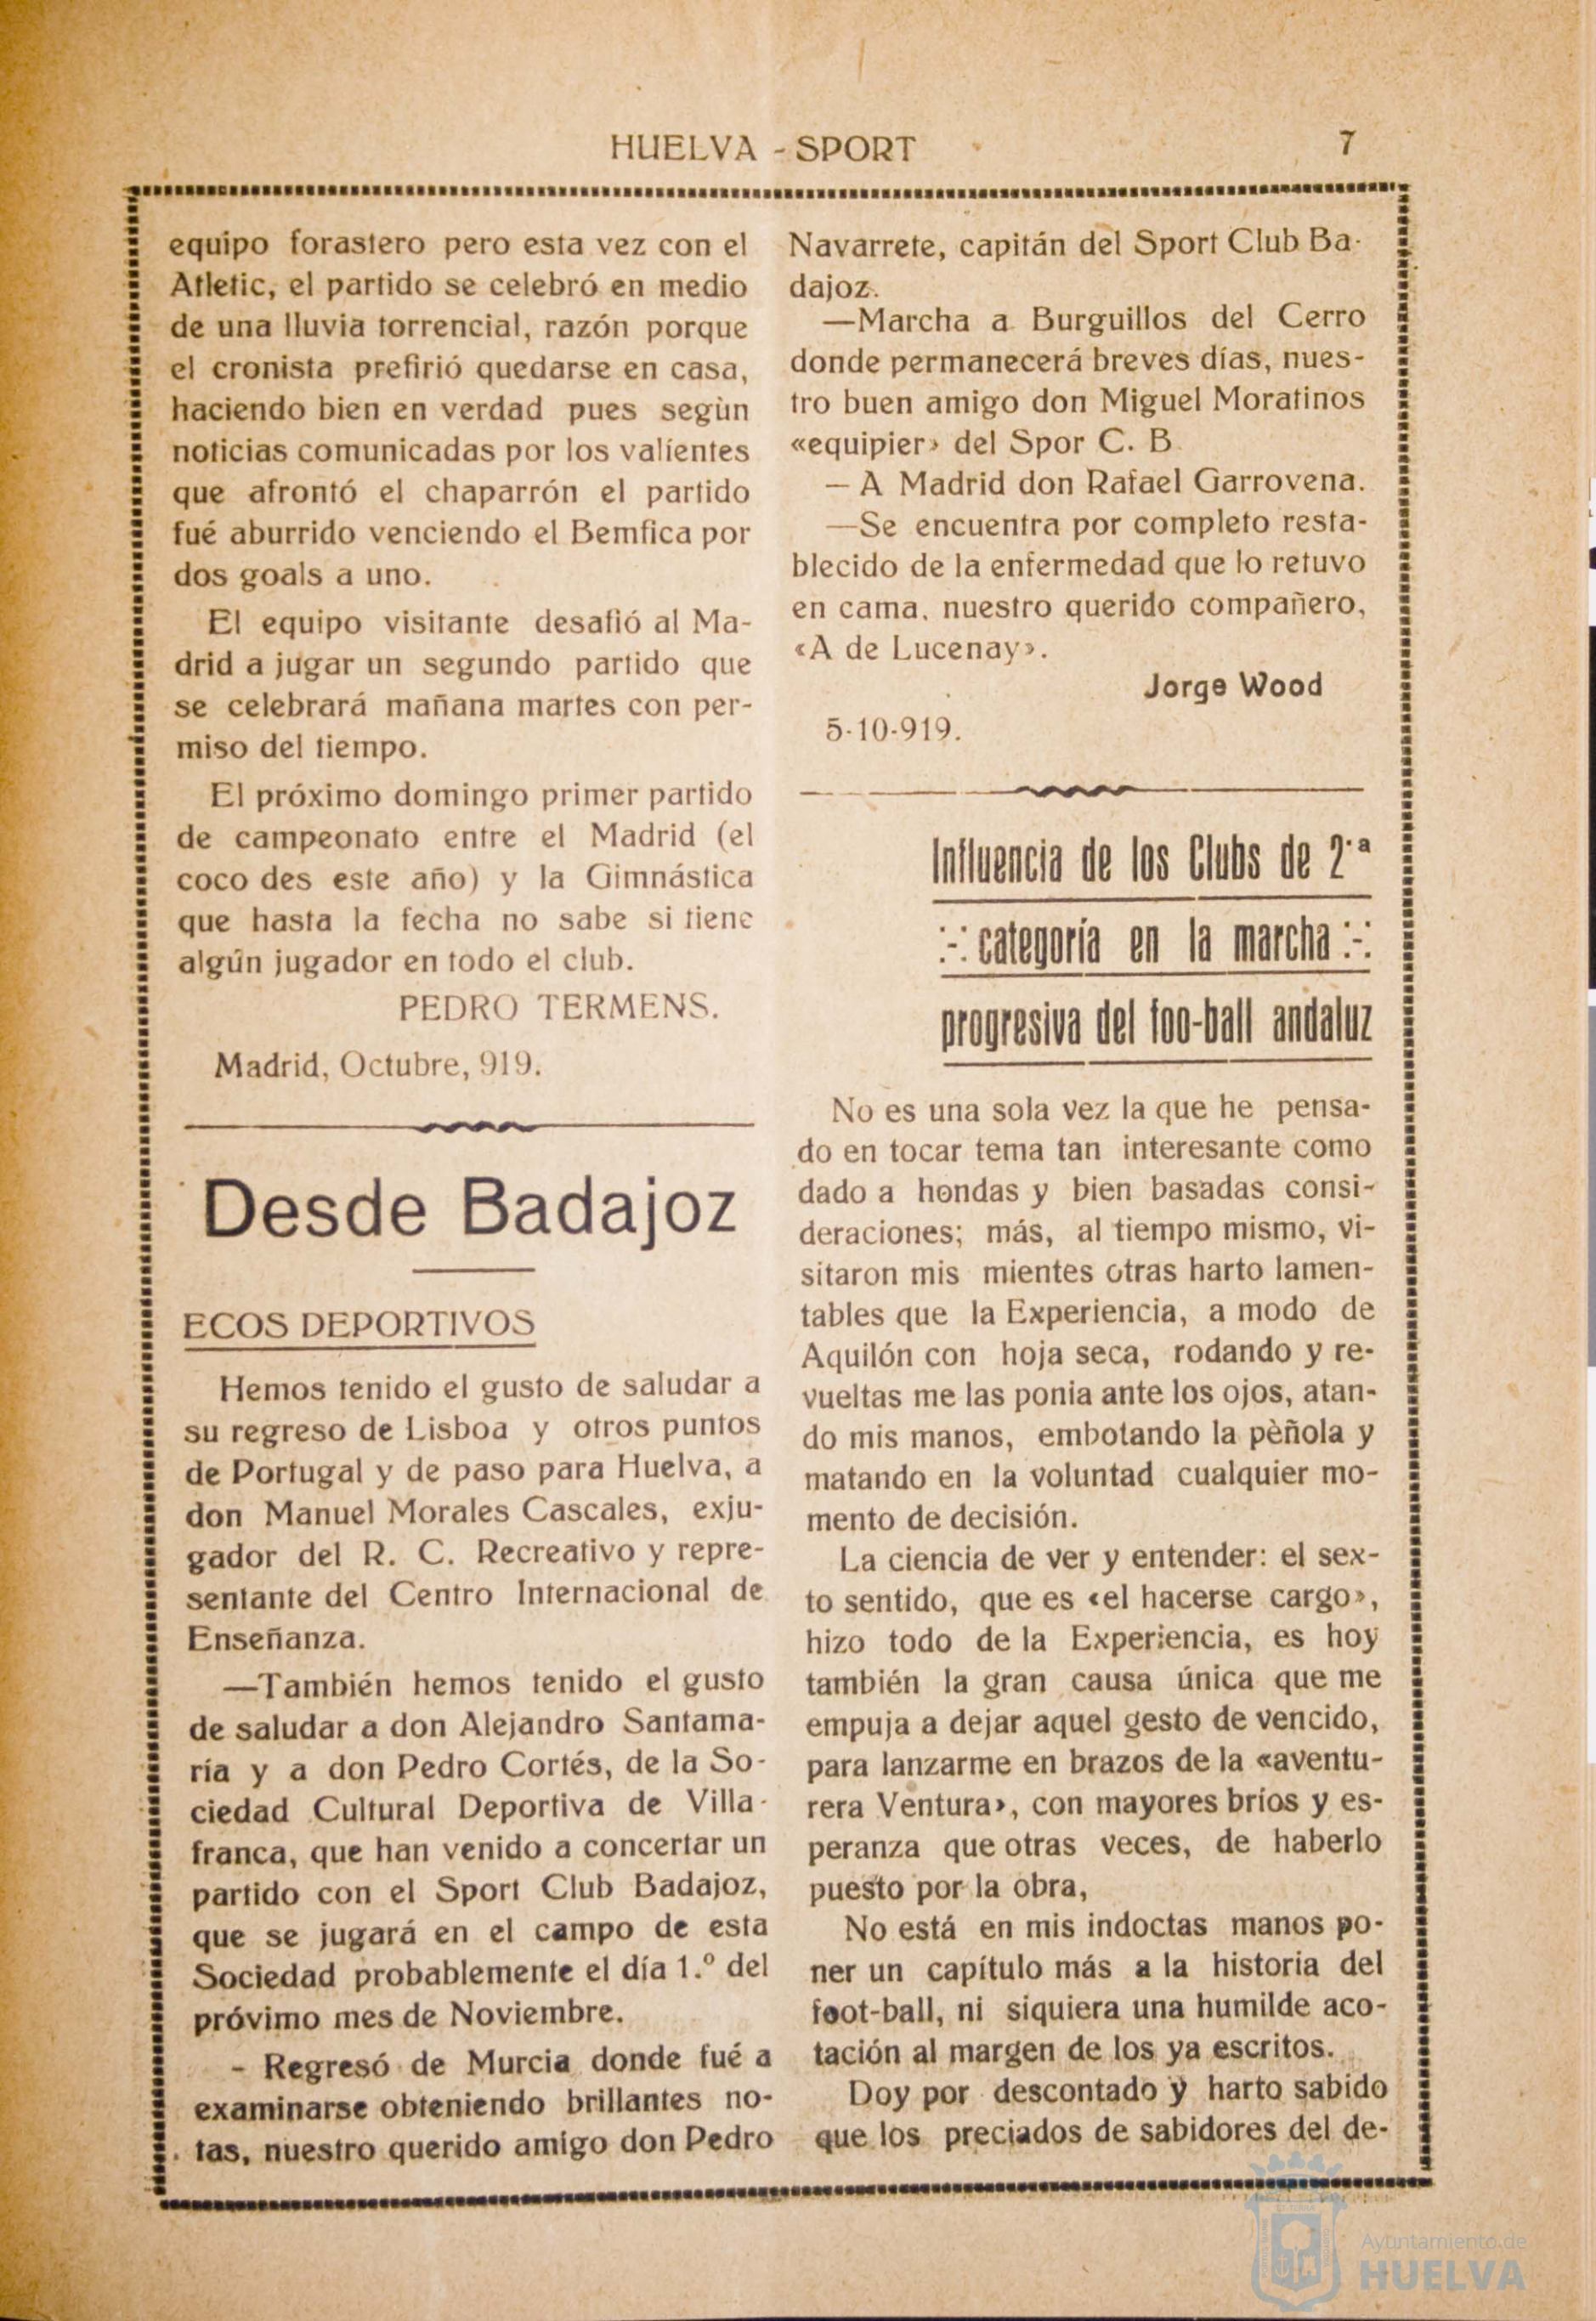 HUELVA - SPORT
7
equipo forastero pero esta vez con el
Atletic, el partido se celebró en medio
de una lluvia torrencial, razón porque
el cronista prefirió quedarse en casa,
haciendo bien en verdad pues segùn
noticias comunicadas por los valientes
que afrontó el chaparrón el partido
fué aburrido venciendo el Bemfica por
dos goals a uno.
El equipo visitante desafió al Ma-
drid a jugar un segundo partido que
se celebrará mañana martes con per-
miso del tiempo.
El próximo domingo primer partido
de campeonato entre el Madrid (el
coco des este año) y la Gimnástica
que hasta la fecha no sabe si tiene
algún jugador en todo el club.
PEDRO TERMENS.
Madrid, Octubre, 919.
Desde Badajoz
ECOS DEPORTIVOS
Hemos tenido el gusto de saludar a
su regreso de Lisboa y otros puntos
de Portugal y de paso para Huelva, a
don Manuel Morales Cascales, exju-
gador del R. C. Recreativo y repre-
sentante del Centro Internacional de
Enseñanza.
—También hemos tenido el gusto
de saludar a don Alejandro Santama-
ría y a don Pedro Cortés, de la So-
ciedad Cultural Deportiva de Villa-
franca, que han venido a concertar un
partido con el Sport Club Badajoz,
que se jugará en el campo de esta
Sociedad probablemente el día 1.º del
próvimo mes de Noviembre.
- Regresó de Murcia donde fué a
examinarse obteniendo brillantes no-
tas, nuestro querido amigo don Pedro
Navarrete, capitán del Sport Club Ba-
dajoz.
—Marcha a Burguillos del Cerro
donde permanecerá breves días, nues-
tro buen amigo don Miguel Moratinos
«equipier» del Spor C. B
— A Madrid don Rafael Garrovena.
—Se encuentra por completo resta-
blecido de la enfermedad que lo retuvo
en cama, nuestro querido compañero,
«A de Lucenay».
Jorge Wood
5-10-919.
Influencia de los Clubs de 2.ª
categoría en la marcha
progresiva del foo-ball andaluz
No es una sola vez la que he pensa-
do en tocar tema tan interesante como
dado a hondas y bien basadas consi-
deraciones; más, al tiempo mismo, vi-
sitaron mis mientes otras harto lamen-
tables que la Experiencia, a modo de
Aquilón con hoja seca, rodando y re-
vueltas me las ponia ante los ojos, atan-
do mis manos, embotando la pèñola y
matando en la voluntad cualquier mo-
mento de decisión.
La ciencia de ver y entender: el sex-
to sentido, que es «el hacerse cargo»,
hizo todo de la Experiencia, es hoy
también la gran causa única que me
empuja a dejar aquel gesto de vencido,
para lanzarme en brazos de la «aventu-
rera Ventura», con mayores bríos y es-
peranza que otras veces, de haberlo
puesto por la obra,
No está en mis indoctas manos po-
ner un capítulo más a la historia del
foot-ball, ni siquiera una humilde aco-
tación al margen de los ya escritos.
Doy por descontado y harto sabido
que los preciados de sabidores del de-
Ayuntamiento de
HUELVA